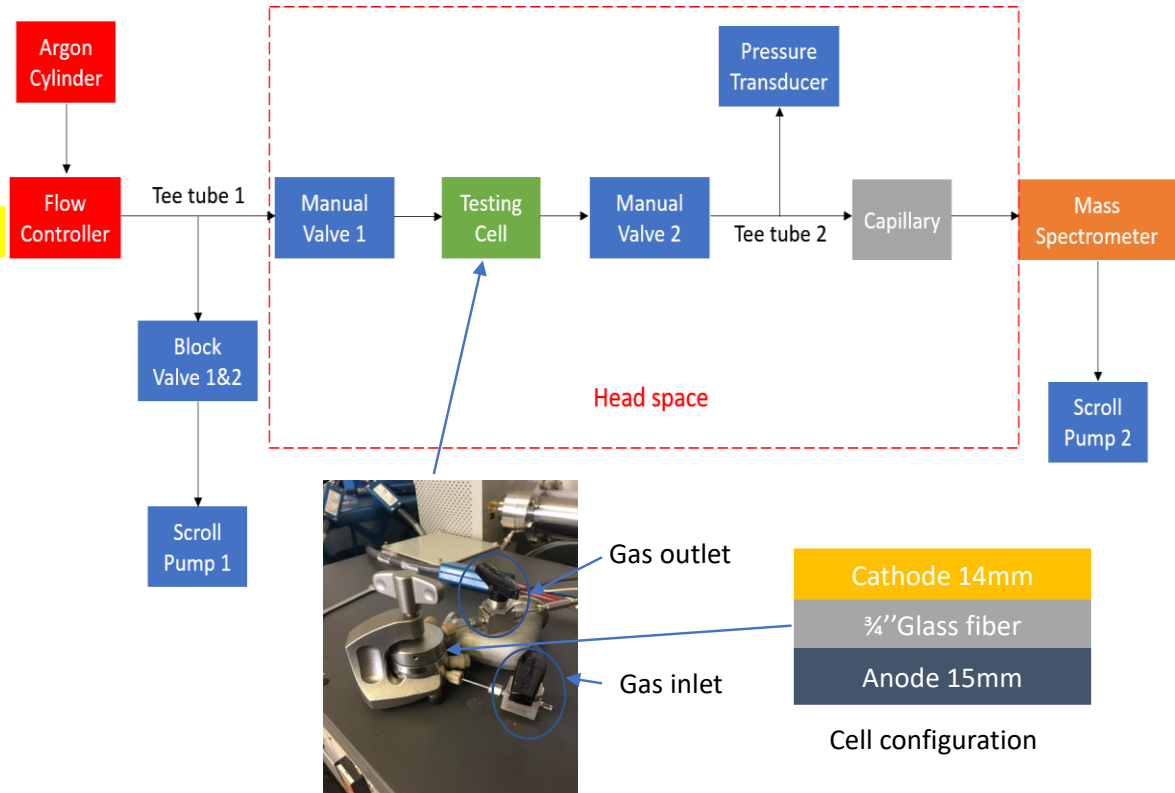 Argon
Cylinder
Pressure
Transducer
Flow
Controller
Tee tube 1
Manual
Valve 1
Testing
Cell
Manual
Valve 2
Tee tube 2
Capillary
Mass
Spectrometer
Block
Valve 1&2
Head space
Scroll
Pump 2
Scroll
Pump 1
Gas outlet
Gas inlet
Cathode 14mm
¾’’Glass fiber
Anode 15mm
Cell configuration